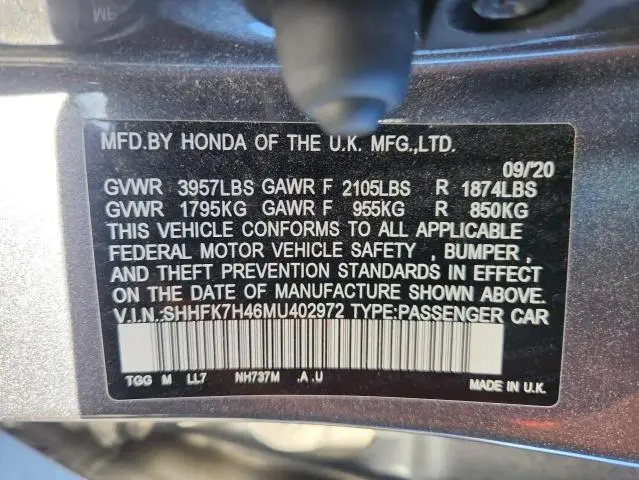 MFD.BY HONDA OF THE U.K. MFG.,LTD.
09/'20
GVWR 3957LBS GAWR F 2105LBS R 1874LBS
GVWR 1795KG GAWR F 955KG R 850KG
THIS VEHICLE CONFORMS TO ALL APPLICABLE
FEDERAL MOTOR VEHICLE SAFETY , BUMPER ,
AND THEFT PREVENTION STANDARDS IN EFFECT
ON THE DATE OF MANUFACTURE SHOWN ABOVE.
V.I.N.:SHHFK7H46MU402972 TYPE:PASSENGER CAR
TGG M LL7 NH737M .A .U MADE IN U.K.